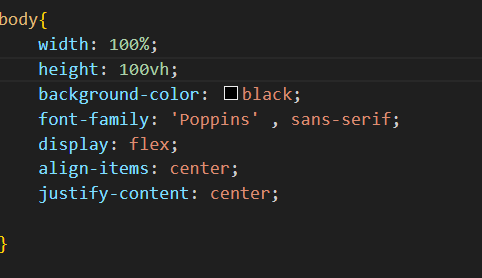 body{
width: 100%;
height: 100vh;
background-color: black;
font-family: 'Poppins' , sans-serif;
display: flex;
align-items: center;
justify-content: center;
}